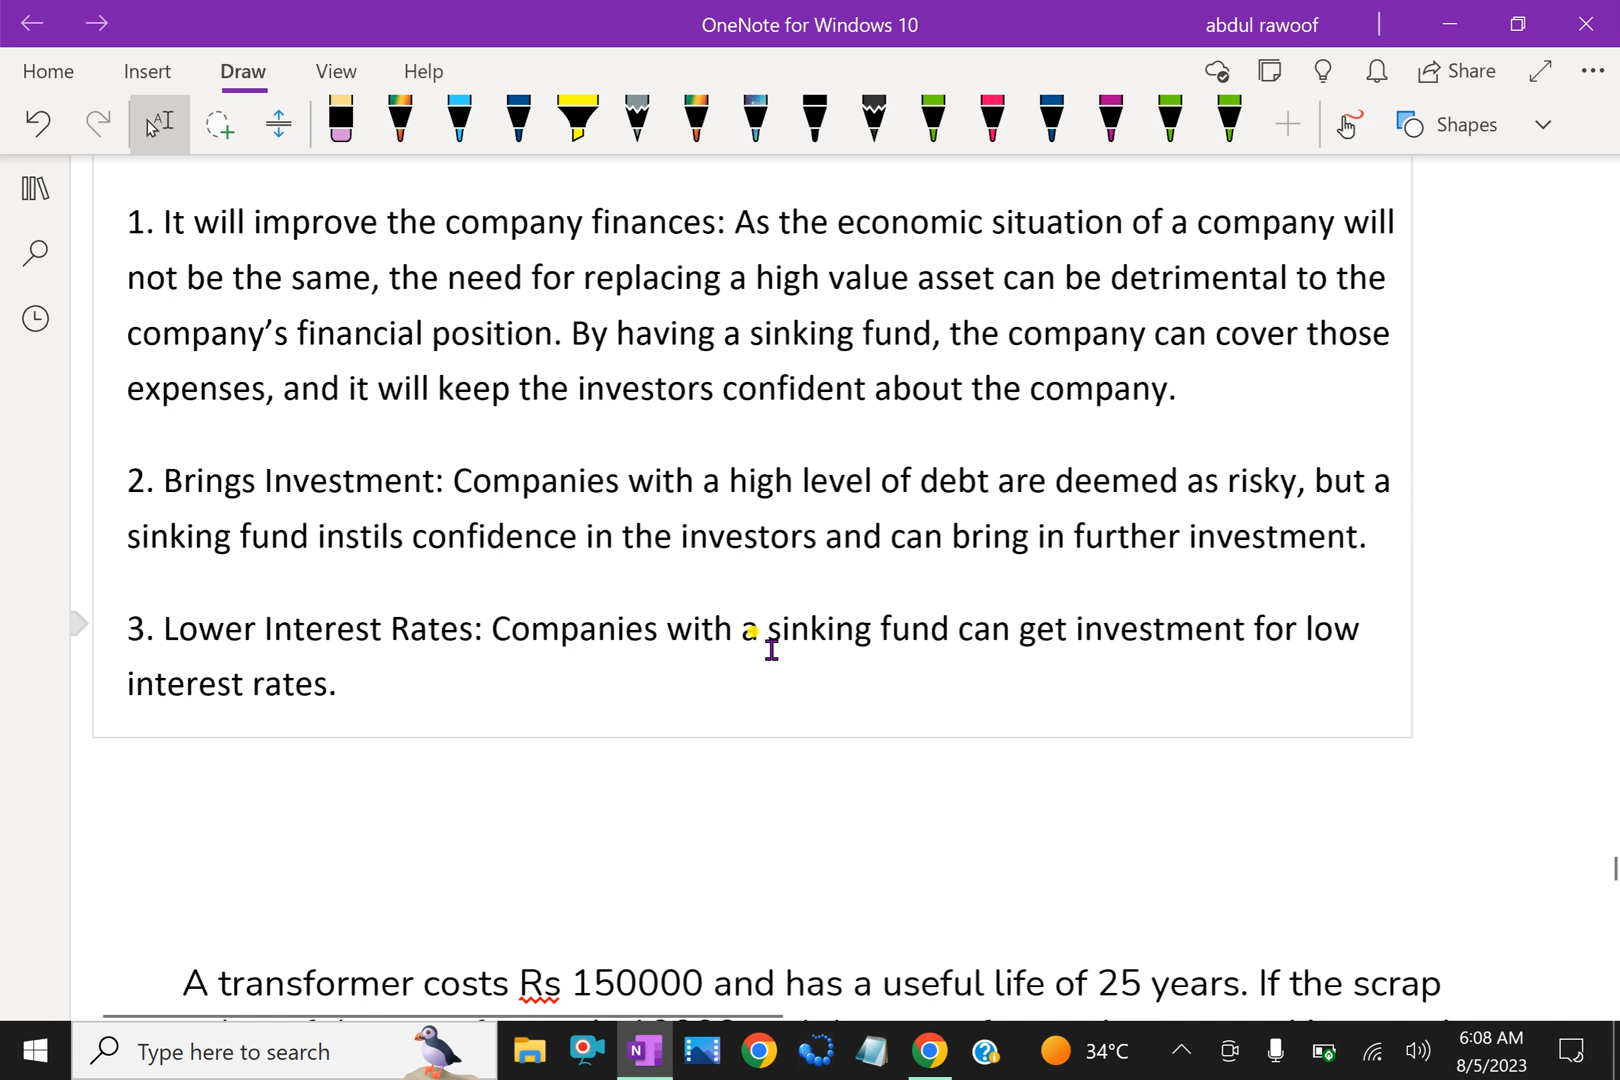 OneNote for Windows 10
abdul rawoof
Home Insert Draw View Help
Share
Shapes
1. It will improve the company finances: As the economic situation of a company will
not be the same, the need for replacing a high value asset can be detrimental to the
company’s financial position. By having a sinking fund, the company can cover those
expenses, and it will keep the investors confident about the company.
2. Brings Investment: Companies with a high level of debt are deemed as risky, but a
sinking fund instils confidence in the investors and can bring in further investment.
3. Lower Interest Rates: Companies with a sinking fund can get investment for low
interest rates.
A transformer costs Rs 150000 and has a useful life of 25 years. If the scrap
Type here to search
34°C
6:08 AM
8/5/2023